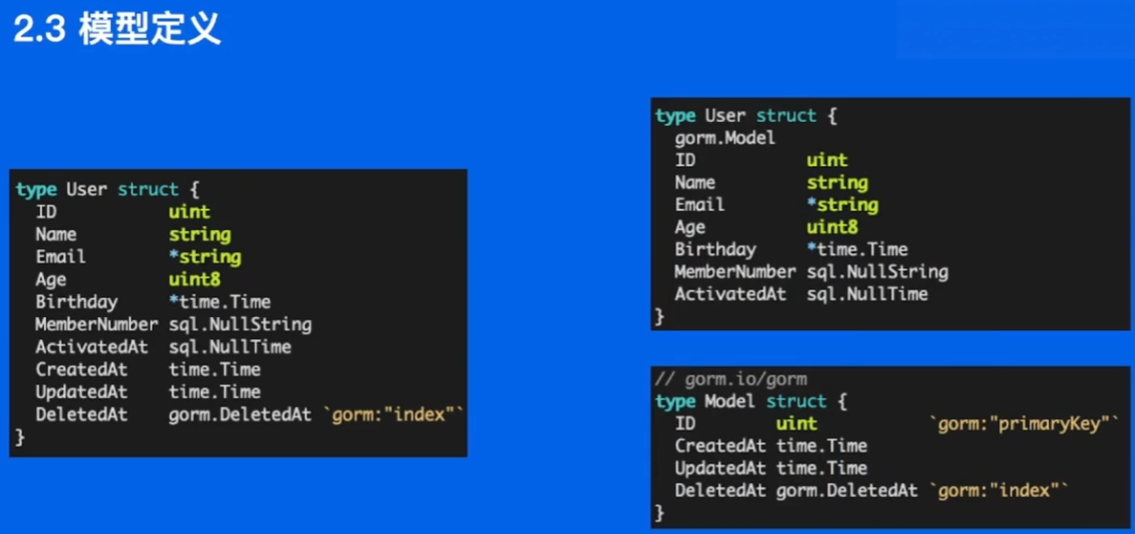 2.3 模型定义
type User struct {
  ID           uint
  Name         string
  Email        *string
  Age          uint8
  Birthday     *time.Time
  MemberNumber sql.NullString
  ActivatedAt  sql.NullTime
  CreatedAt    time.Time
  UpdatedAt    time.Time
  DeletedAt    gorm.DeletedAt `gorm:"index"`
}
type User struct {
  gorm.Model
  ID           uint
  Name         string
  Email        *string
  Age          uint8
  Birthday     *time.Time
  MemberNumber sql.NullString
  ActivatedAt  sql.NullTime
}
// gorm.io/gorm
type Model struct {
  ID        uint           `gorm:"primaryKey"`
  CreatedAt time.Time
  UpdatedAt time.Time
  DeletedAt gorm.DeletedAt `gorm:"index"`
}